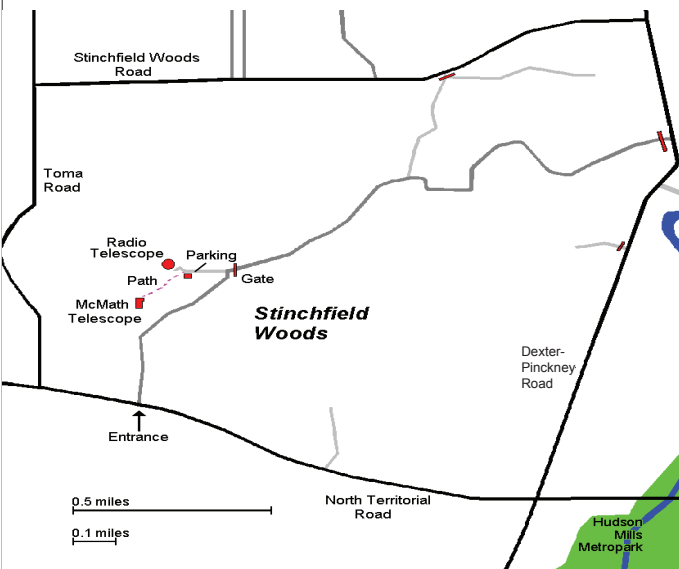 Stinchfield Woods
Road
Toma
Road
Radio
Telescope
Parking
Path
Gate
McMath
Telescope
Stinchfield
Woods
Dexter-
Pinckney
Road
Entrance
0.5 miles
North Territorial
Road
0.1 miles
Hudson
Mills
Metropark